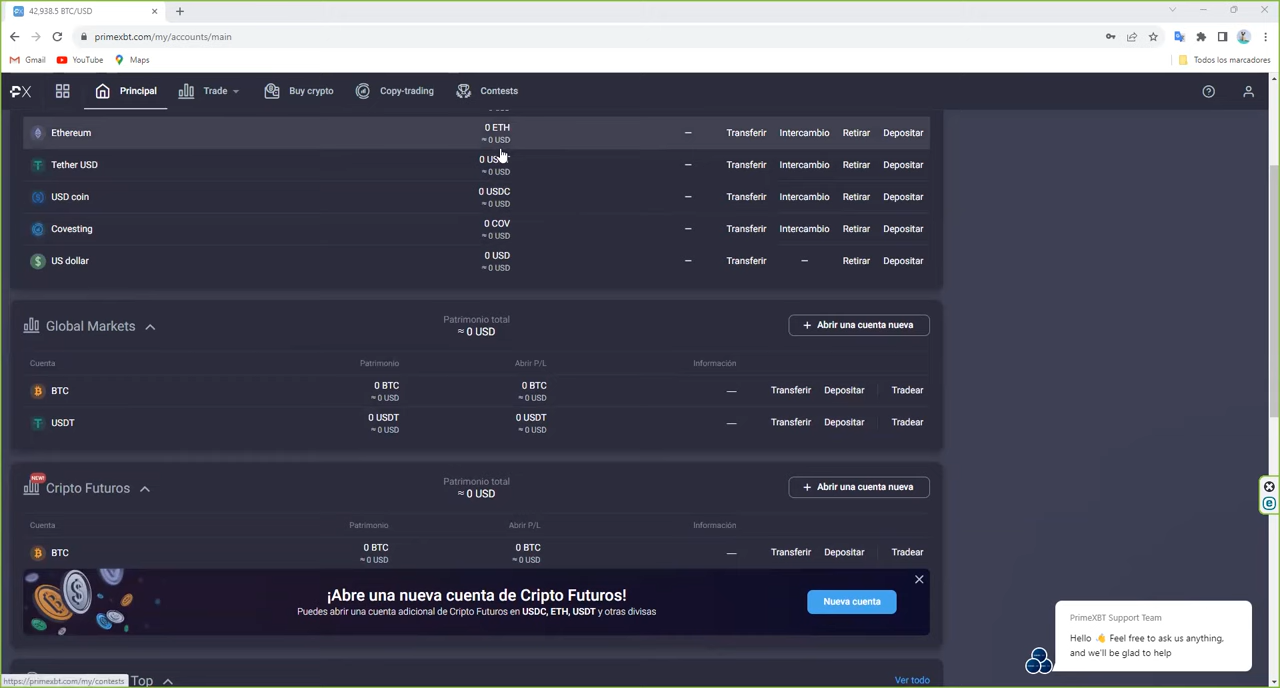 42,938.5 BTC/USD
primexbt.com/my/accounts/main
Gmail YouTube Maps Todos los marcadores
PX Principal Trade Buy crypto Copy-trading Contests
Ethereum 0 ETH ≈ 0 USD – Transferir Intercambio Retirar Depositar
Tether USD ≈ 0 USD – Transferir Intercambio Retirar Depositar
USD coin 0 USDC ≈ 0 USD – Transferir Intercambio Retirar Depositar
Covesting 0 COV ≈ 0 USD – Transferir Intercambio Retirar Depositar
US dollar 0 USD ≈ 0 USD – Transferir – Retirar Depositar
Global Markets Patrimonio total ≈ 0 USD + Abrir una cuenta nueva
Cuenta Patrimonio Abrir P/L Información
BTC 0 BTC ≈ 0 USD 0 BTC ≈ 0 USD — Transferir Depositar Tradear
USDT 0 USDT ≈ 0 USD 0 USDT ≈ 0 USD — Transferir Depositar Tradear
NEW!
Cripto Futuros Patrimonio total ≈ 0 USD + Abrir una cuenta nueva
Cuenta Patrimonio Abrir P/L Información
BTC 0 BTC ≈ 0 USD 0 BTC ≈ 0 USD — Transferir Depositar Tradear
¡Abre una nueva cuenta de Cripto Futuros!
Puedes abrir una cuenta adicional de Cripto Futuros en USDC, ETH, USDT y otras divisas
Nueva cuenta
PrimeXBT Support Team
Hello 👋 Feel free to ask us anything,
and we'll be glad to help
https://primexbt.com/my/contests Top Ver todo